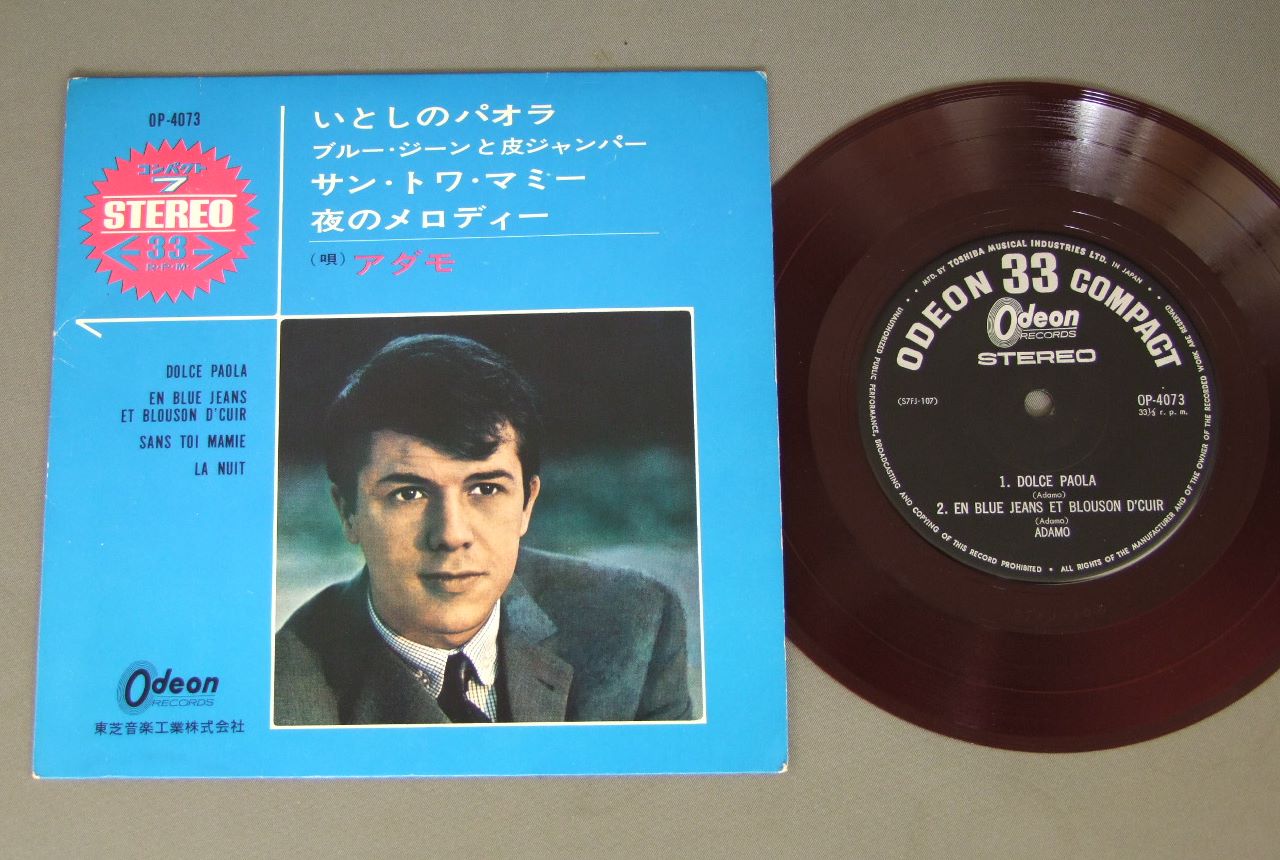 OP-4073
コンパクト
7
STEREO
33
R.P.M.
いとしのパオラ
ブルー・ジーンと皮ジャンパー
サン・トワ・マミー
夜のメロディー
(唄) アダモ
DOLCE PAOLA
EN BLUE JEANS
ET BLOUSON D'CUIR
SANS TOI MAMIE
LA NUIT
Odeon
RECORDS
東芝音楽工業株式会社
MFD. BY TOSHIBA MUSICAL INDUSTRIES LTD. IN JAPAN
ODEON 33 COMPACT
Odeon
RECORDS
STEREO
(S7FJ-107)
OP-4073
33⅓ r. p. m.
1. DOLCE PAOLA
(Adamo)
2. EN BLUE JEANS ET BLOUSON D'CUIR
(Adamo)
ADAMO
UNAUTHORIZED PUBLIC PERFORMANCE, BROADCASTING AND COPYING OF THIS RECORD PROHIBITED • ALL RIGHTS OF THE MANUFACTURER AND OF THE OWNER OF THE RECORDED WORK ARE RESERVED